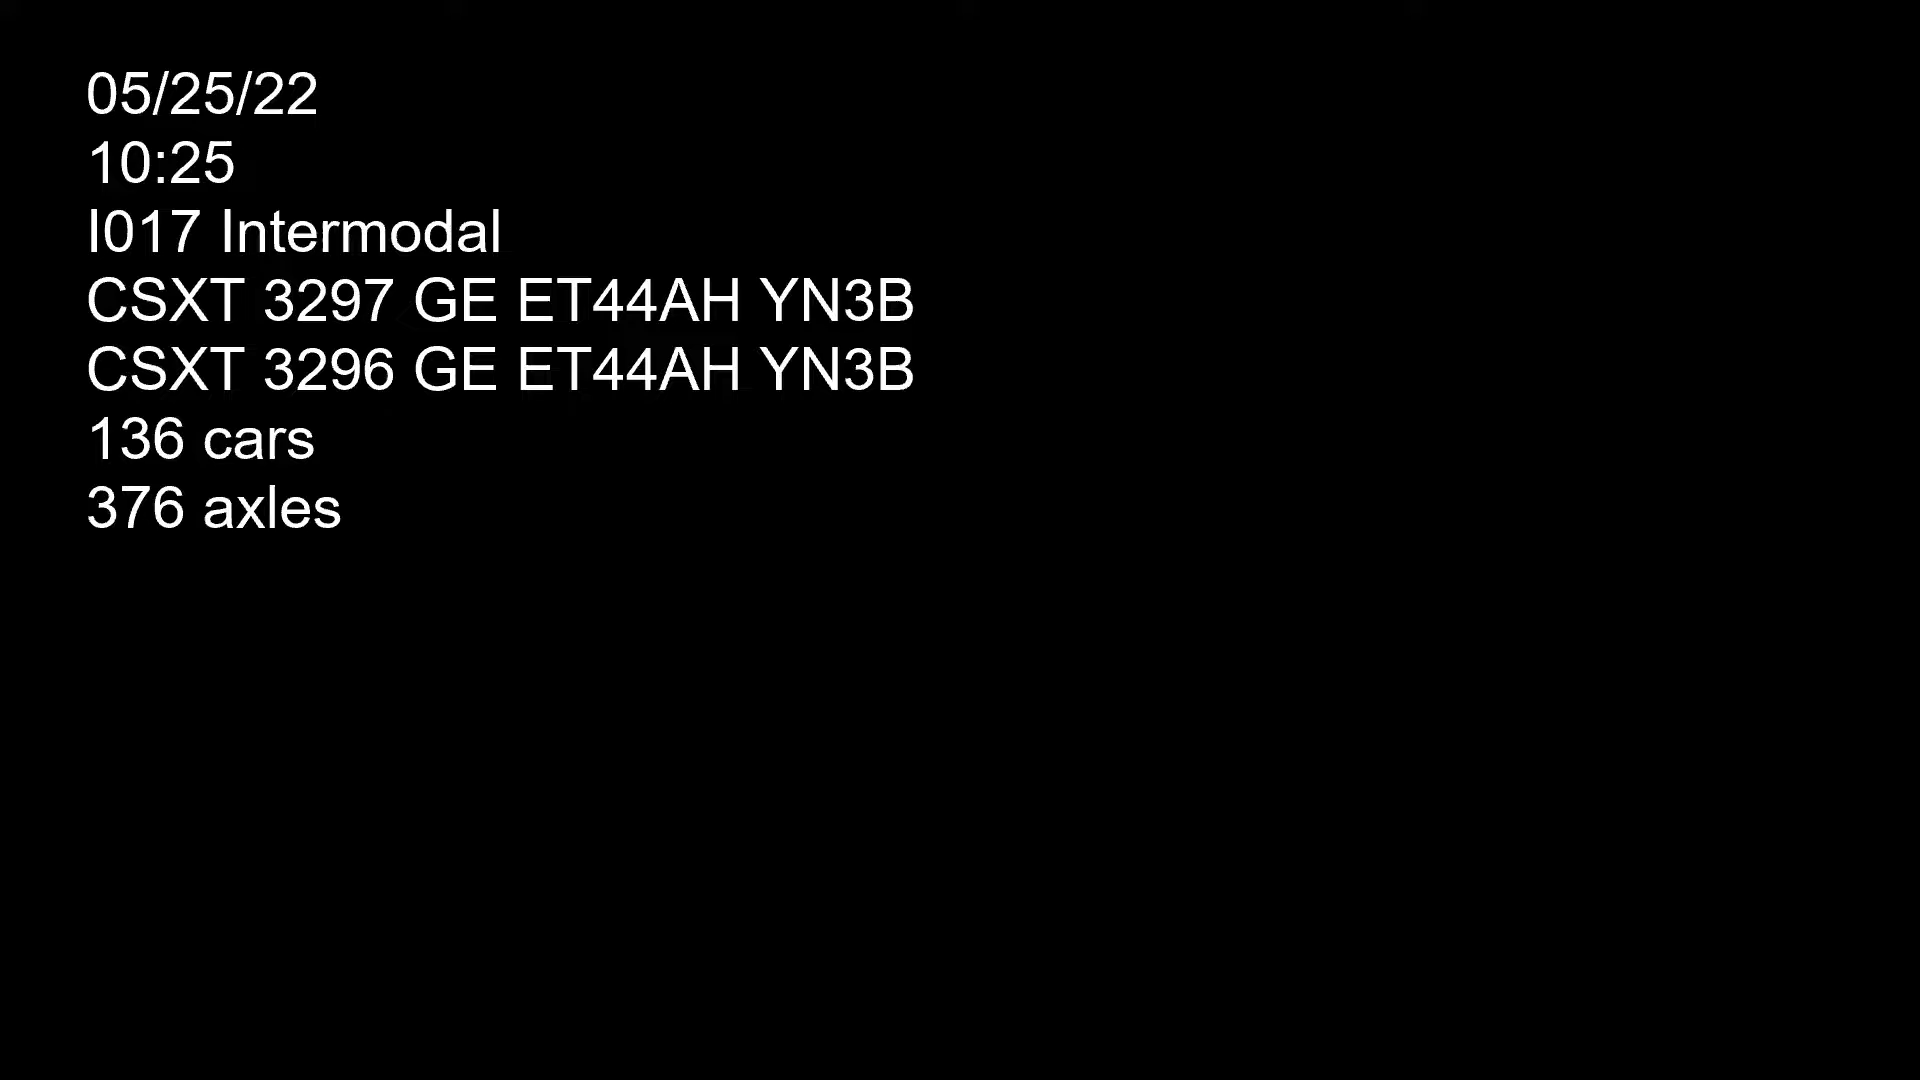 05/25/22
10:25
I017 Intermodal
CSXT 3297 GE ET44AH YN3B
CSXT 3296 GE ET44AH YN3B
136 cars
376 axles